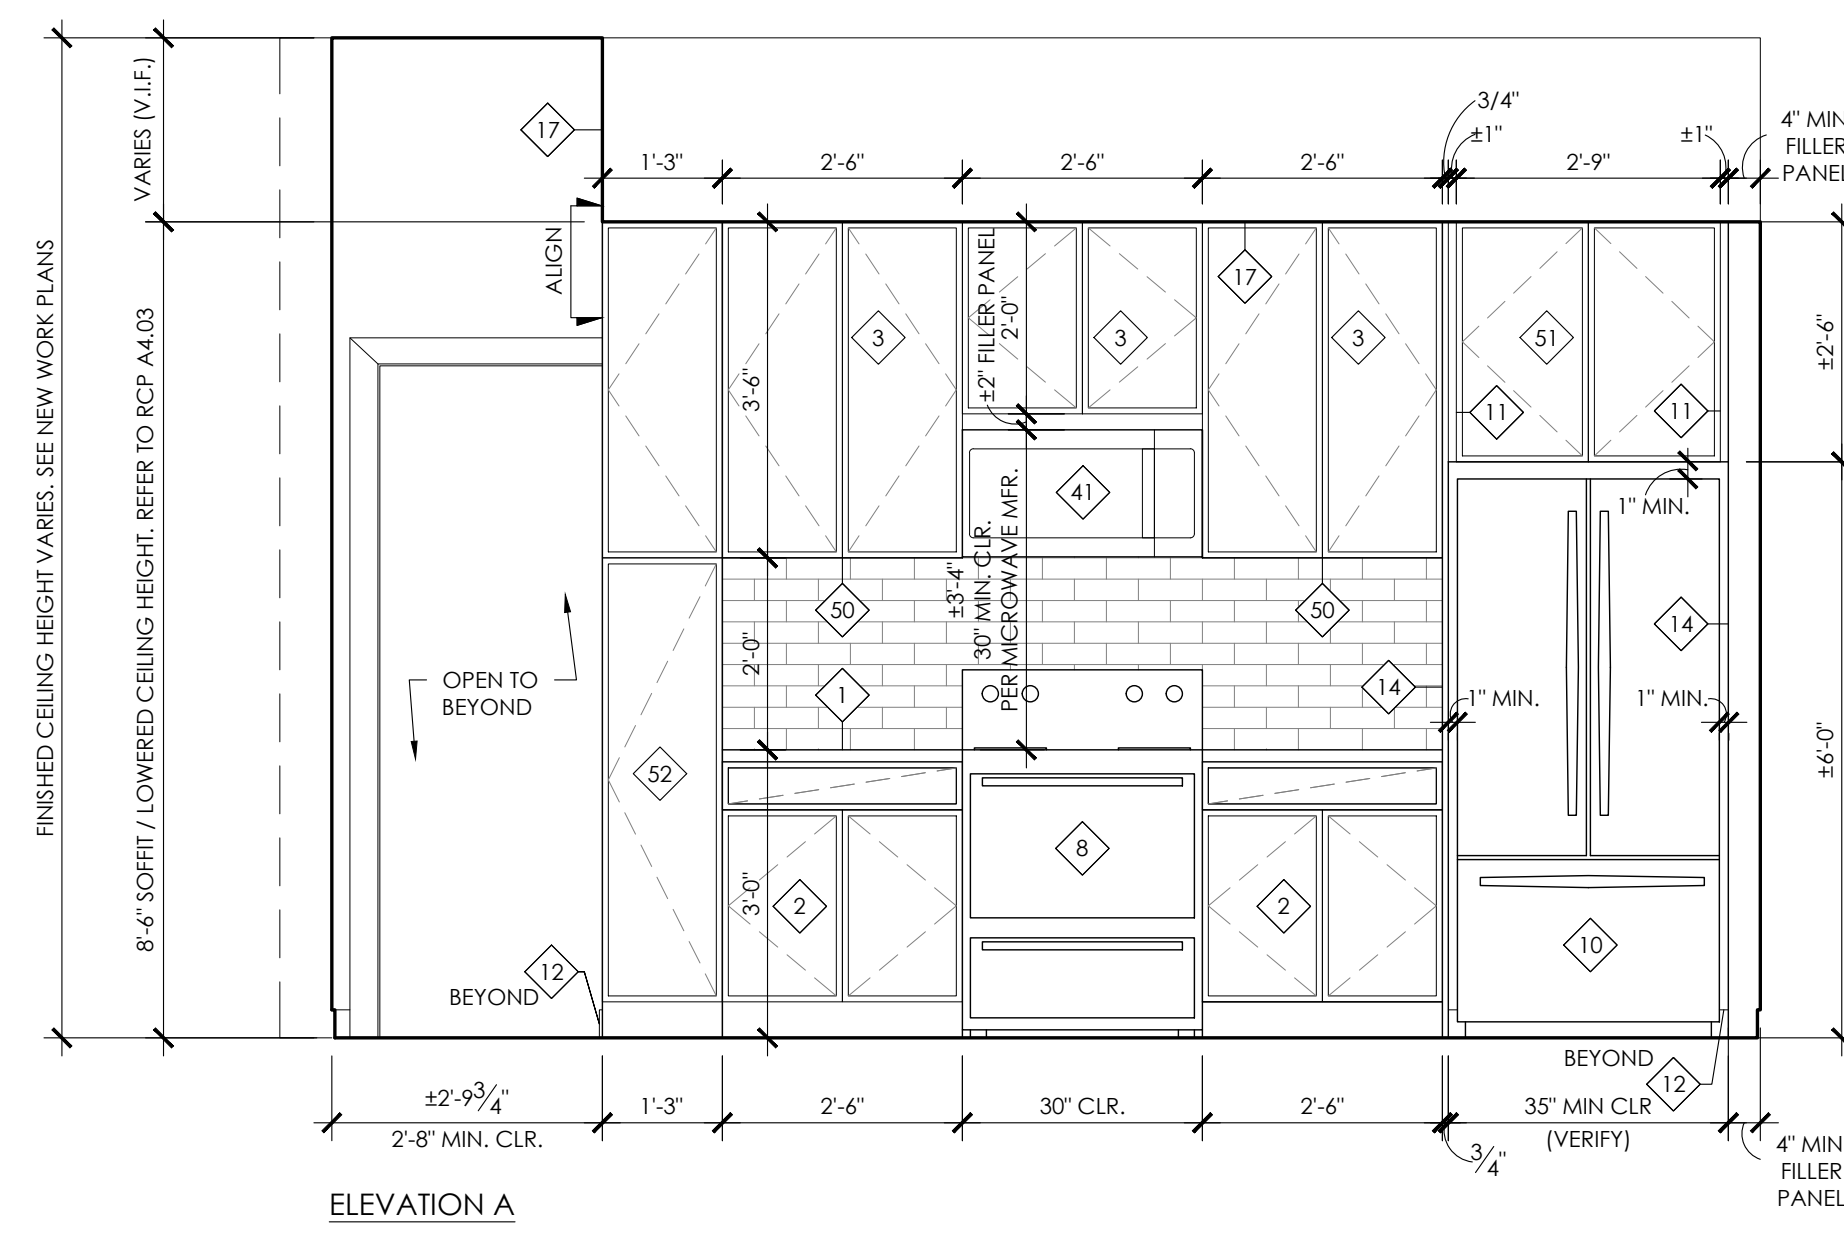 FINISHED CEILING HEIGHT VARIES. SEE NEW WORK PLANS
VARIES (V.I.F.)
8'-6" SOFFIT / LOWERED CEILING HEIGHT. REFER TO RCP A4.03
17
ALIGN
1'-3"
2'-6"
2'-6"
2'-6"
3/4"
±1"
2'-9"
±1"
4" MIN
FILLER
PANEL
3
3'-6"
±2" FILLER PANEL
2'-0"
3
17
3
51
11
11
±2'-6"
41
1" MIN.
±3'-4"
30" MIN. CLR.
PER MICROWAVE MFR.
50
50
14
OPEN TO
BEYOND
2'-0"
1
14
1" MIN.
1" MIN.
±6'-0"
52
8
3'-0"
2
2
10
12
BEYOND
BEYOND
12
±2'-9 3/4"
2'-8" MIN. CLR.
1'-3"
2'-6"
30" CLR.
2'-6"
3/4"
35" MIN CLR
(VERIFY)
4" MIN
FILLER
PANEL
ELEVATION A